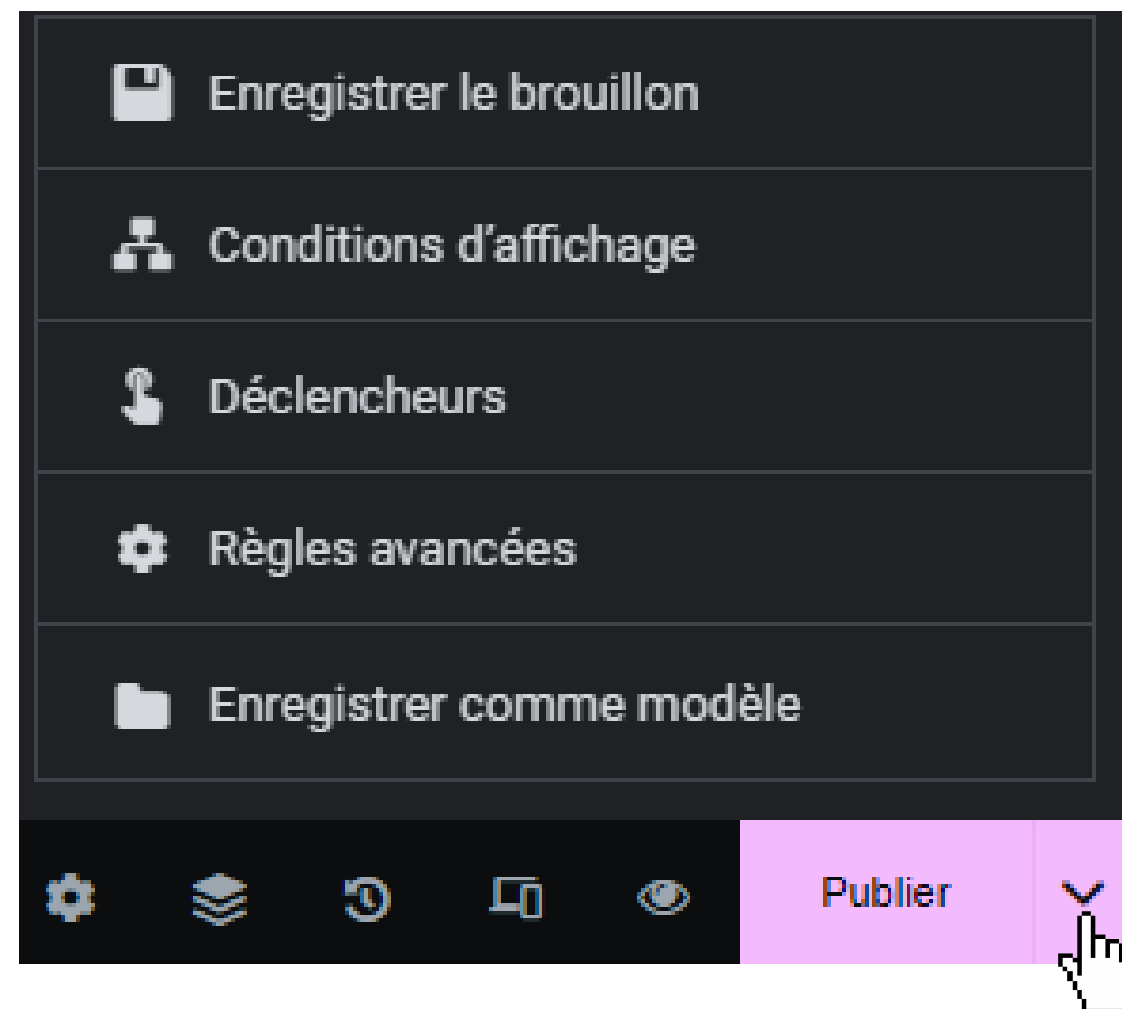 Enregistrer le brouillon
Conditions d'affichage
Déclencheurs
Règles avancées
Enregistrer comme modèle
Publier